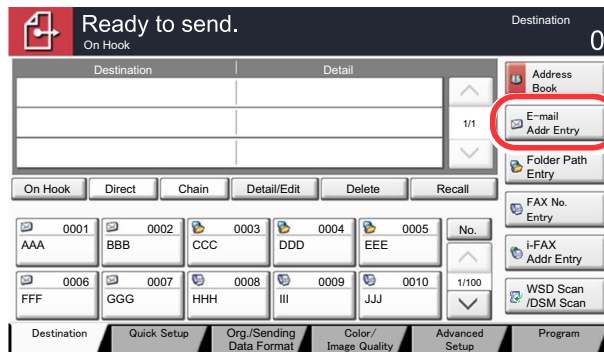 Ready to send.
On Hook
Destination
0
Destination Detail
1/1
Address
Book
E-mail
Addr Entry
Folder Path
Entry
FAX No.
Entry
i-FAX
Addr Entry
WSD Scan
/DSM Scan
On Hook Direct Chain Detail/Edit Delete Recall
0001 0002 0003 0004 0005 No.
AAA BBB CCC DDD EEE
0006 0007 0008 0009 0010 1/100
FFF GGG HHH III JJJ
Destination Quick Setup Org./Sending
Data Format Color/
Image Quality Advanced
Setup Program